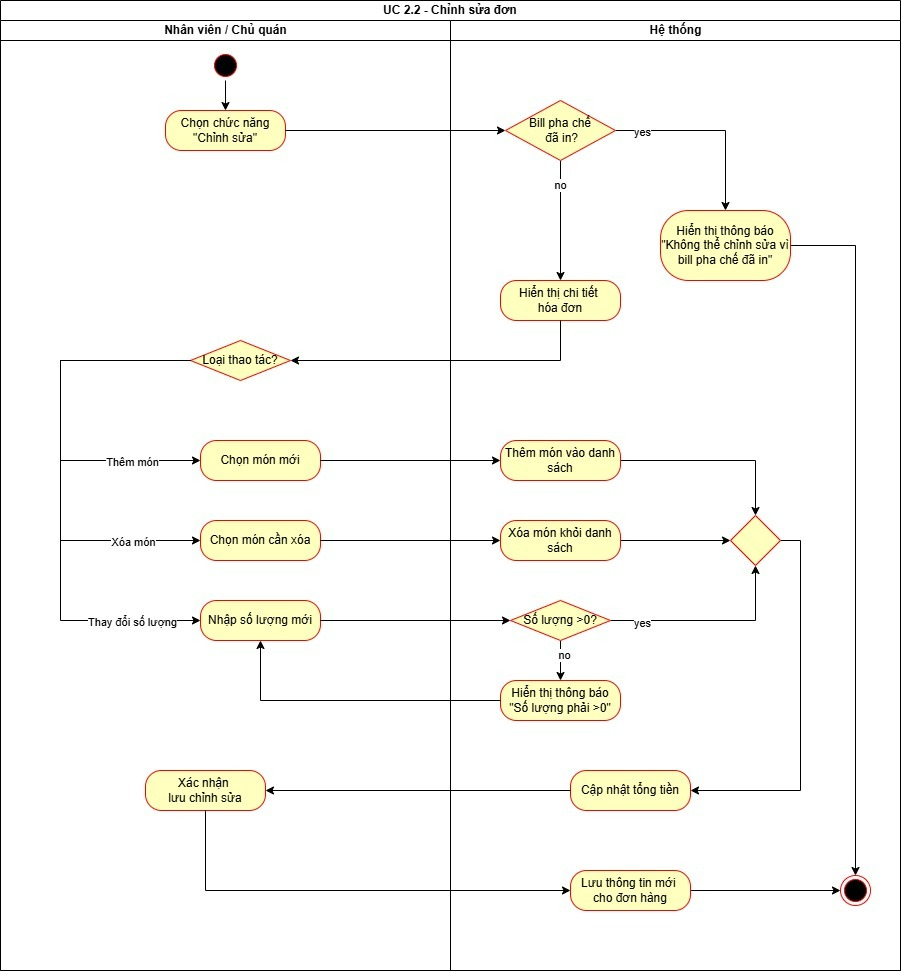 UC 2.2 - Chỉnh sửa đơn
Nhân viên / Chủ quán
Hệ thống
Chọn chức năng
"Chỉnh sửa"
Bill pha chế
đã in?
yes
no
Hiển thị thông báo
"Không thể chỉnh sửa vì
bill pha chế đã in"
Hiển thị chi tiết
hóa đơn
Loại thao tác?
Thêm món
Chọn món mới
Thêm món vào danh
sách
Xóa món
Chọn món cần xóa
Xóa món khỏi danh
sách
Thay đổi số lượng
Nhập số lượng mới
Số lượng >0?
yes
no
Hiển thị thông báo
"Số lượng phải >0"
Xác nhận
lưu chỉnh sửa
Cập nhật tổng tiền
Lưu thông tin mới
cho đơn hàng